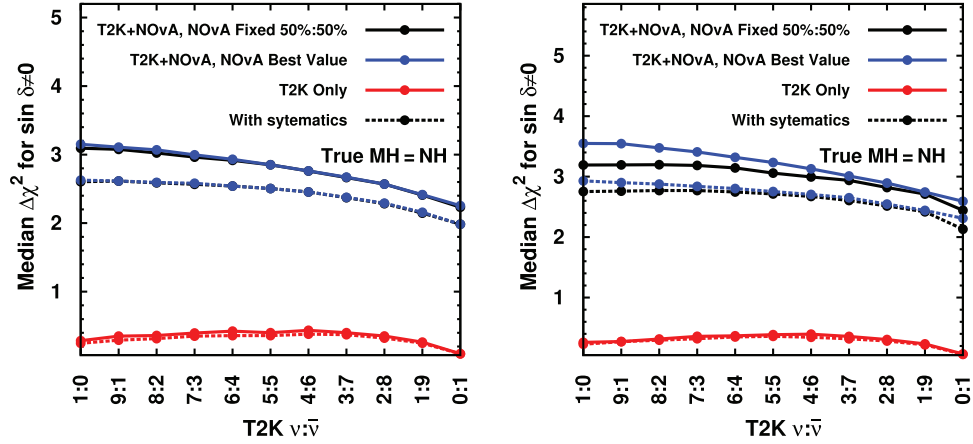 Median Δχ² for sin δ≠0
5
4
3
2
1
T2K+NOvA, NOvA Fixed 50%:50%
T2K+NOvA, NOvA Best Value
T2K Only
With sytematics
True MH = NH
1:0
9:1
8:2
7:3
6:4
5:5
4:6
3:7
2:8
1:9
0:1
T2K ν:ν̄
Median Δχ² for sin δ≠0
5
4
3
2
1
T2K+NOvA, NOvA Fixed 50%:50%
T2K+NOvA, NOvA Best Value
T2K Only
With sytematics
True MH = NH
1:0
9:1
8:2
7:3
6:4
5:5
4:6
3:7
2:8
1:9
0:1
T2K ν:ν̄